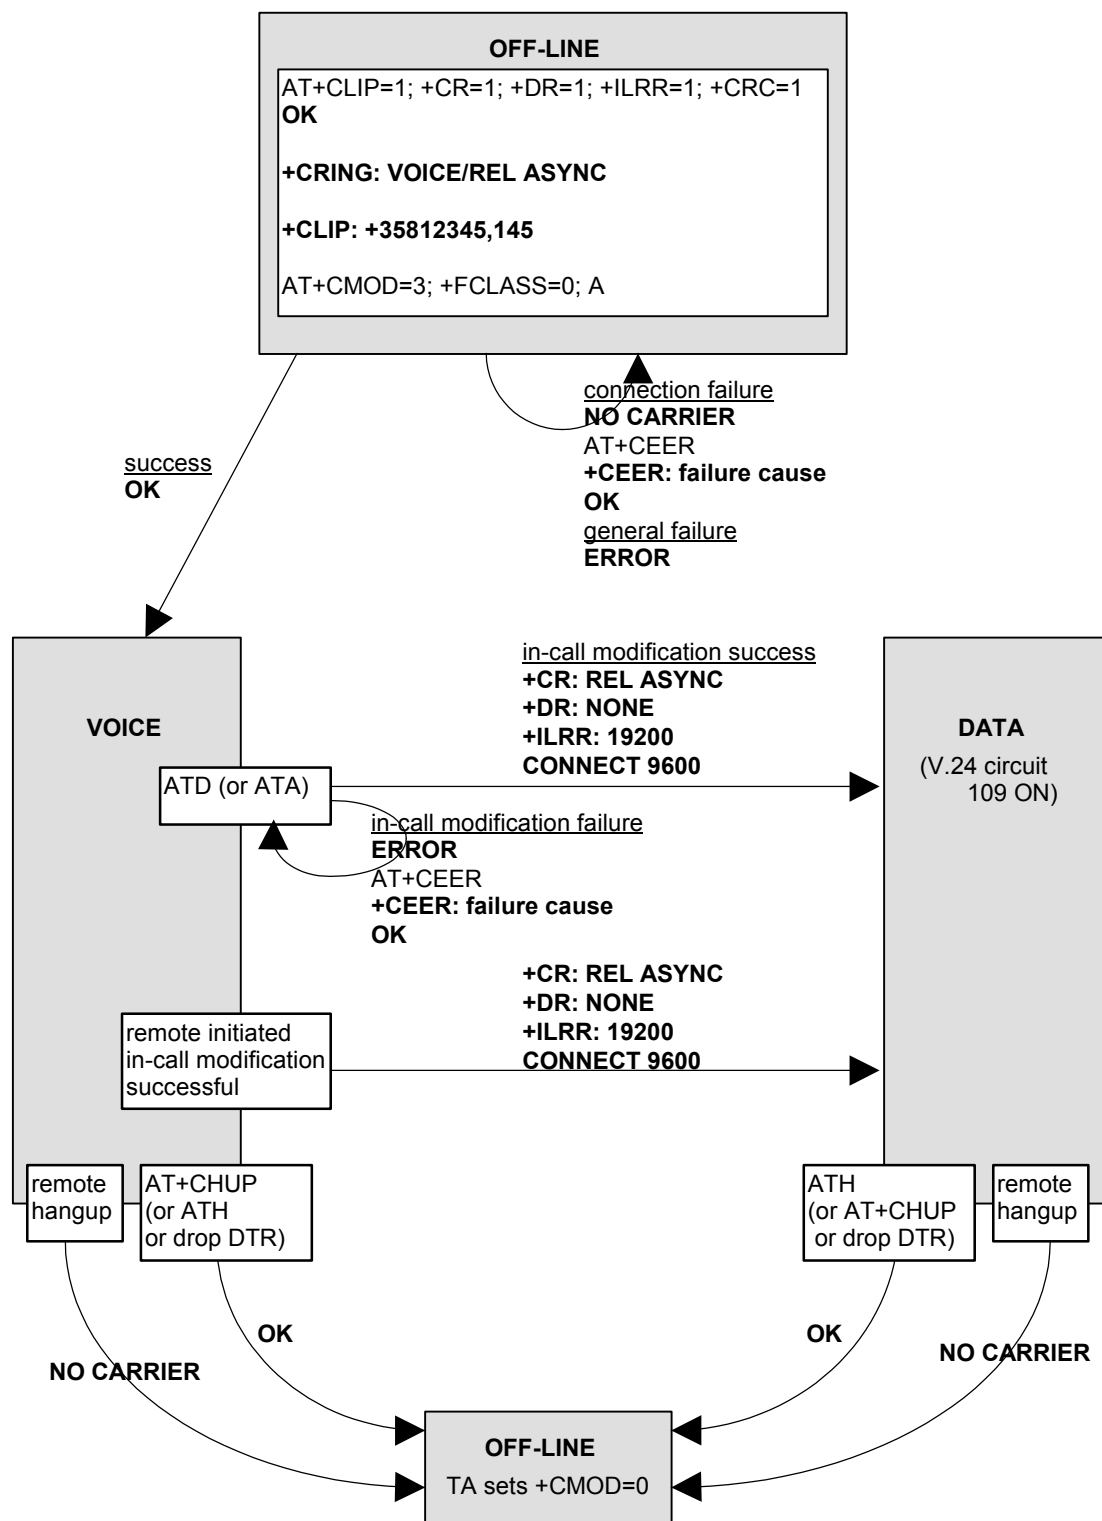 OFF-LINE
AT+CLIP=1; +CR=1; +DR=1; +ILRR=1; +CRC=1
OK
+CRING: VOICE/REL ASYNC
+CLIP: +35812345,145
AT+CMOD=3; +FCLASS=0; A
connection failure
NO CARRIER
AT+CEER
+CEER: failure cause
OK
general failure
ERROR
success
OK
VOICE
ATD (or ATA)
in-call modification success
+CR: REL ASYNC
+DR: NONE
+ILRR: 19200
CONNECT 9600
DATA
(V.24 circuit
109 ON)
in-call modification failure
ERROR
AT+CEER
+CEER: failure cause
OK
remote initiated
in-call modification
successful
+CR: REL ASYNC
+DR: NONE
+ILRR: 19200
CONNECT 9600
remote
hangup
AT+CHUP
(or ATH
or drop DTR)
ATH
(or AT+CHUP
or drop DTR)
remote
hangup
OK
NO CARRIER
OK
NO CARRIER
OFF-LINE
TA sets +CMOD=0